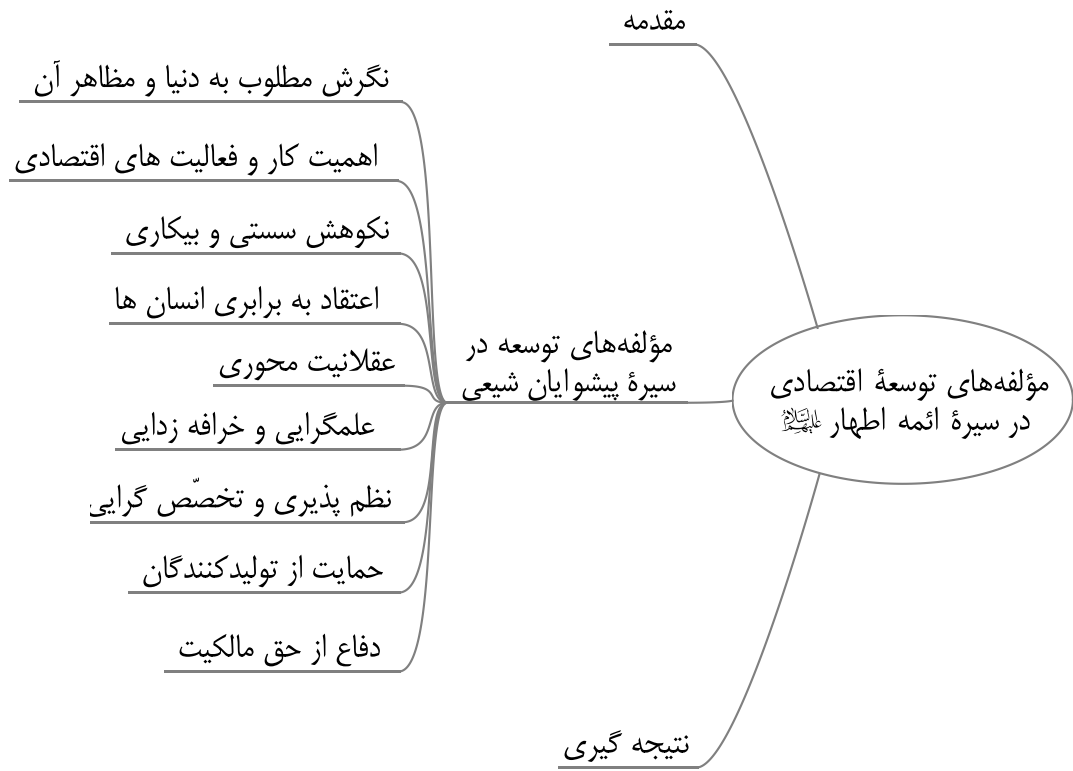 مؤلفه‌های توسعهٔ اقتصادی
در سیرهٔ ائمه اطهار علیهم‌السلام
مقدمه
مؤلفه‌های توسعه در
سیرهٔ پیشوایان شیعی
نگرش مطلوب به دنیا و مظاهر آن
اهمیت کار و فعالیت های اقتصادی
نکوهش سستی و بیکاری
اعتقاد به برابری انسان ها
عقلانیت محوری
علمگرایی و خرافه زدایی
نظم پذیری و تخصّص گرایی
حمایت از تولیدکنندگان
دفاع از حق مالکیت
نتیجه گیری